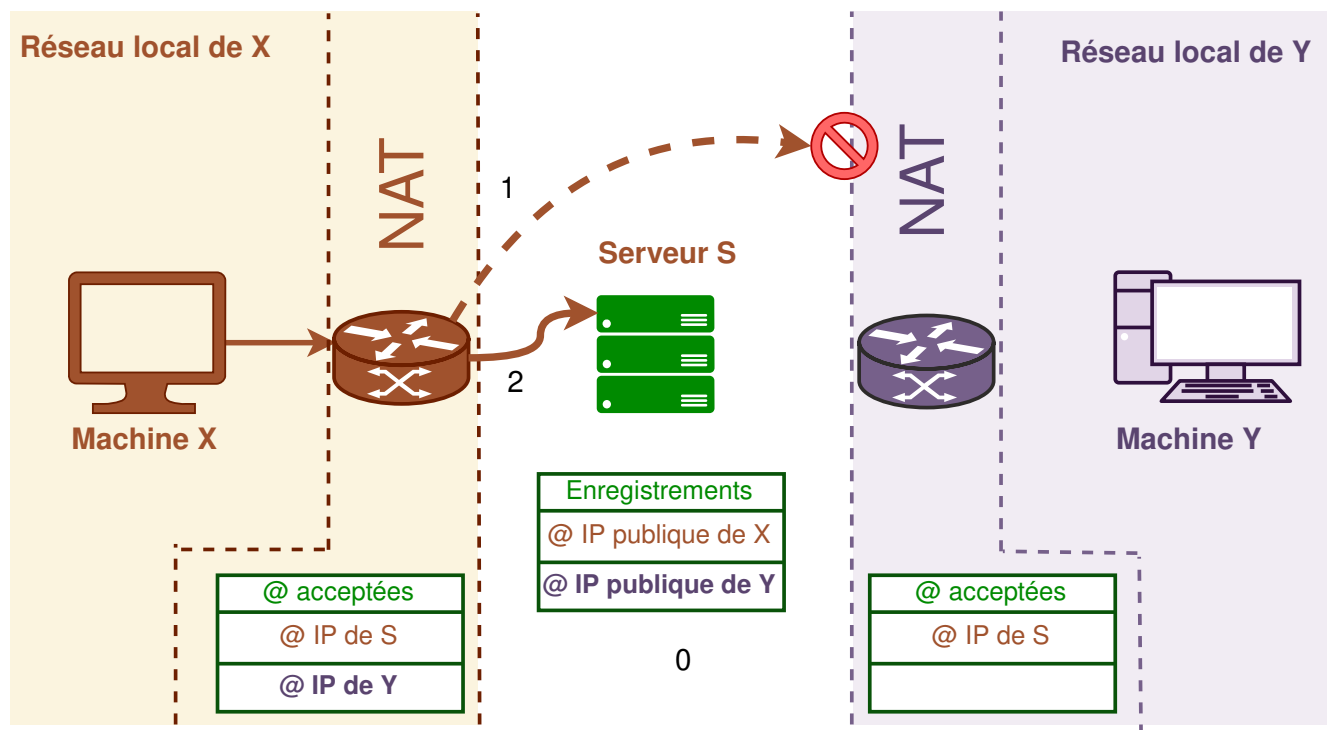 Réseau local de X
Réseau local de Y
NAT
NAT
1
Serveur S
2
Machine X
Machine Y
Enregistrements
@ IP publique de X
@ IP publique de Y
@ acceptées
@ IP de S
@ IP de Y
@ acceptées
@ IP de S
0